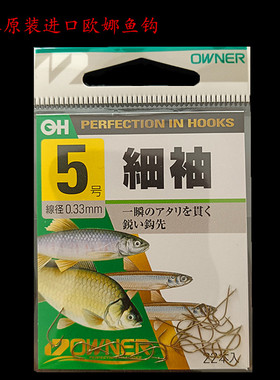 原装进口欧娜鱼钩
OWNER
OH PERFECTION IN HOOKS
5号
細袖
線径0.33mm
一瞬のアタリを貫く
鋭い鈎先
OWNER
22本入